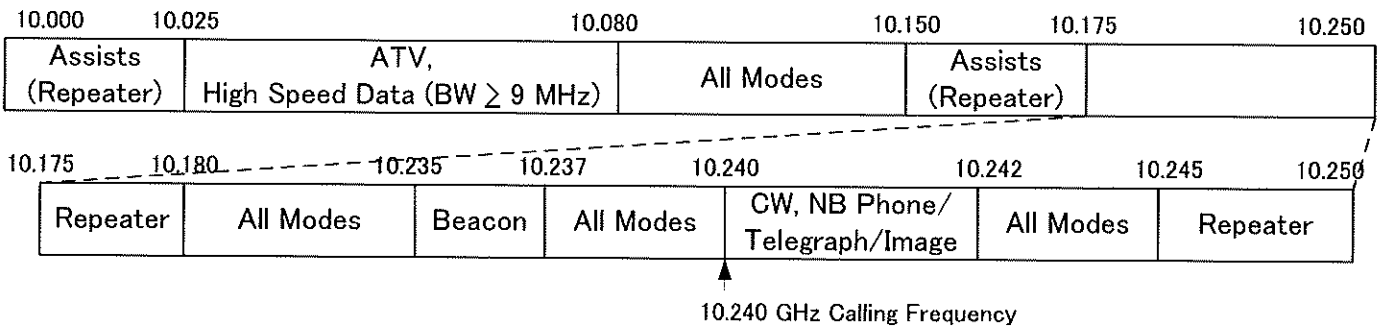 10.000 10.025 10.080 10.150 10.175 10.250
Assists
(Repeater)
ATV,
High Speed Data (BW ≥ 9 MHz)
All Modes
Assists
(Repeater)
10.175 10.180 10.235 10.237 10.240 10.242 10.245 10.250
Repeater
All Modes
Beacon
All Modes
CW, NB Phone/
Telegraph/Image
All Modes
Repeater
10.240 GHz Calling Frequency